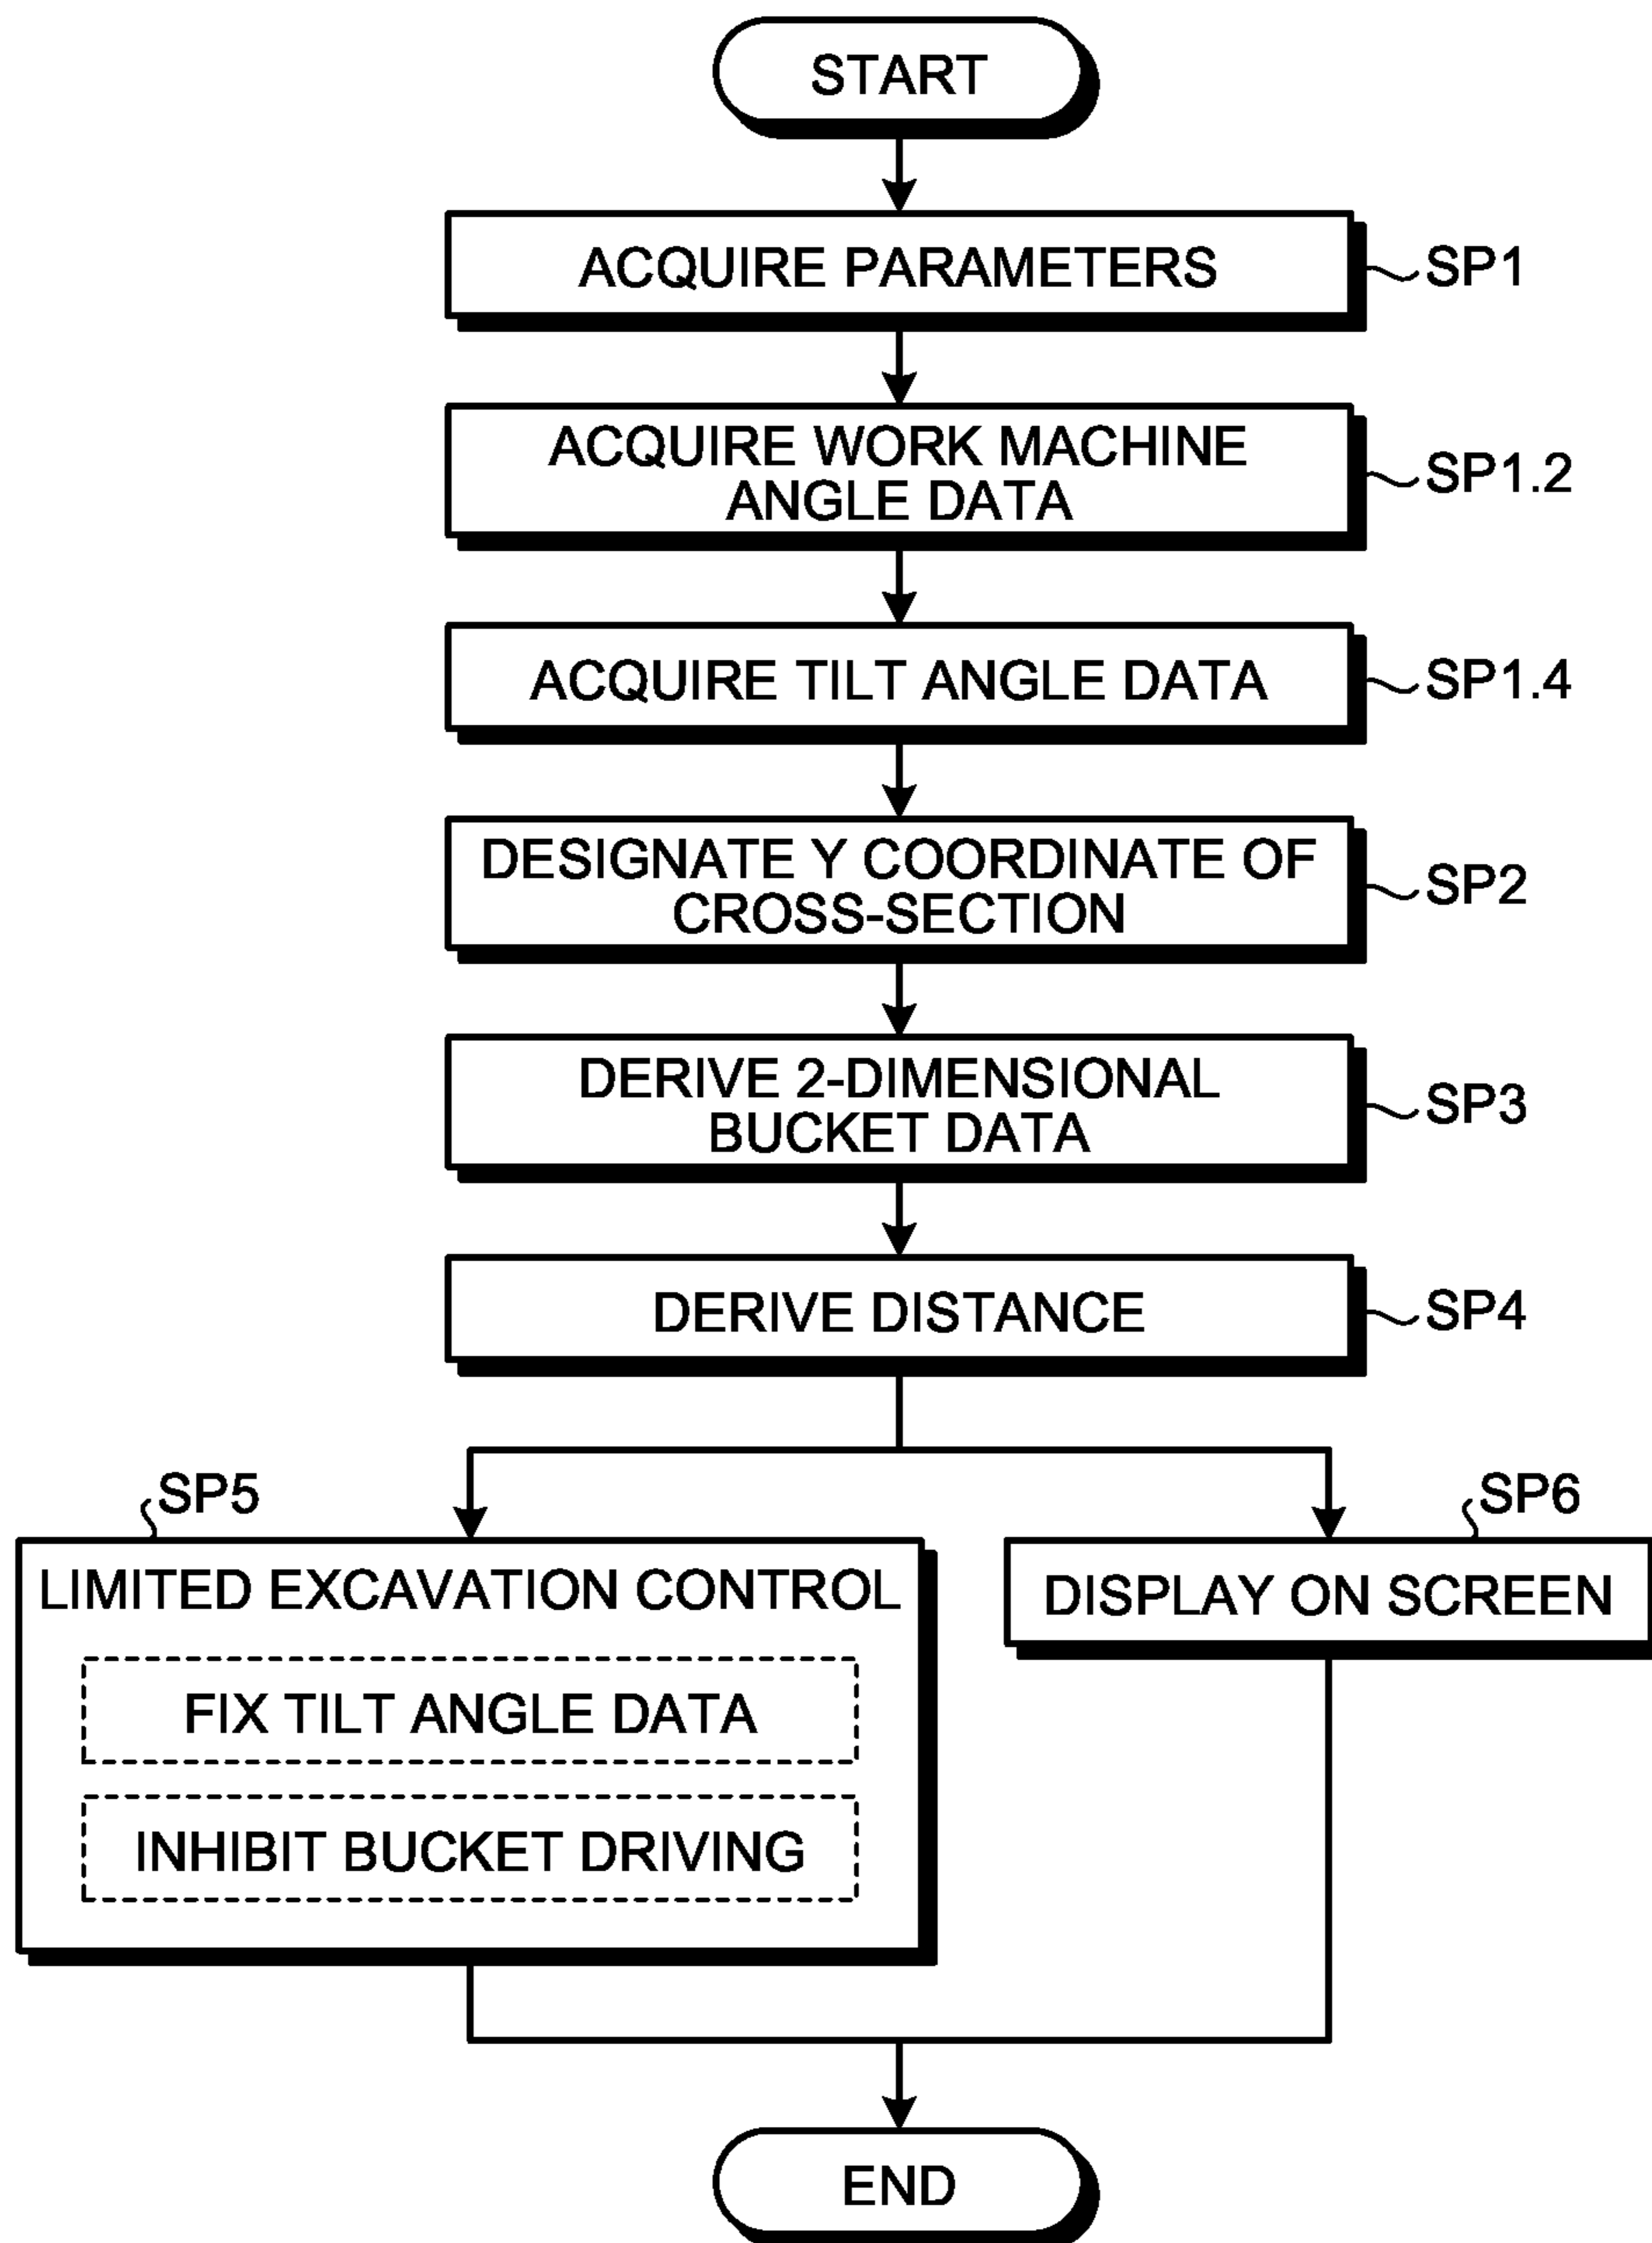 START
ACQUIRE PARAMETERS
SP1
ACQUIRE WORK MACHINE
ANGLE DATA
SP1.2
ACQUIRE TILT ANGLE DATA
SP1.4
DESIGNATE Y COORDINATE OF
CROSS-SECTION
SP2
DERIVE 2-DIMENSIONAL
BUCKET DATA
SP3
DERIVE DISTANCE
SP4
SP5
LIMITED EXCAVATION CONTROL
FIX TILT ANGLE DATA
INHIBIT BUCKET DRIVING
SP6
DISPLAY ON SCREEN
END